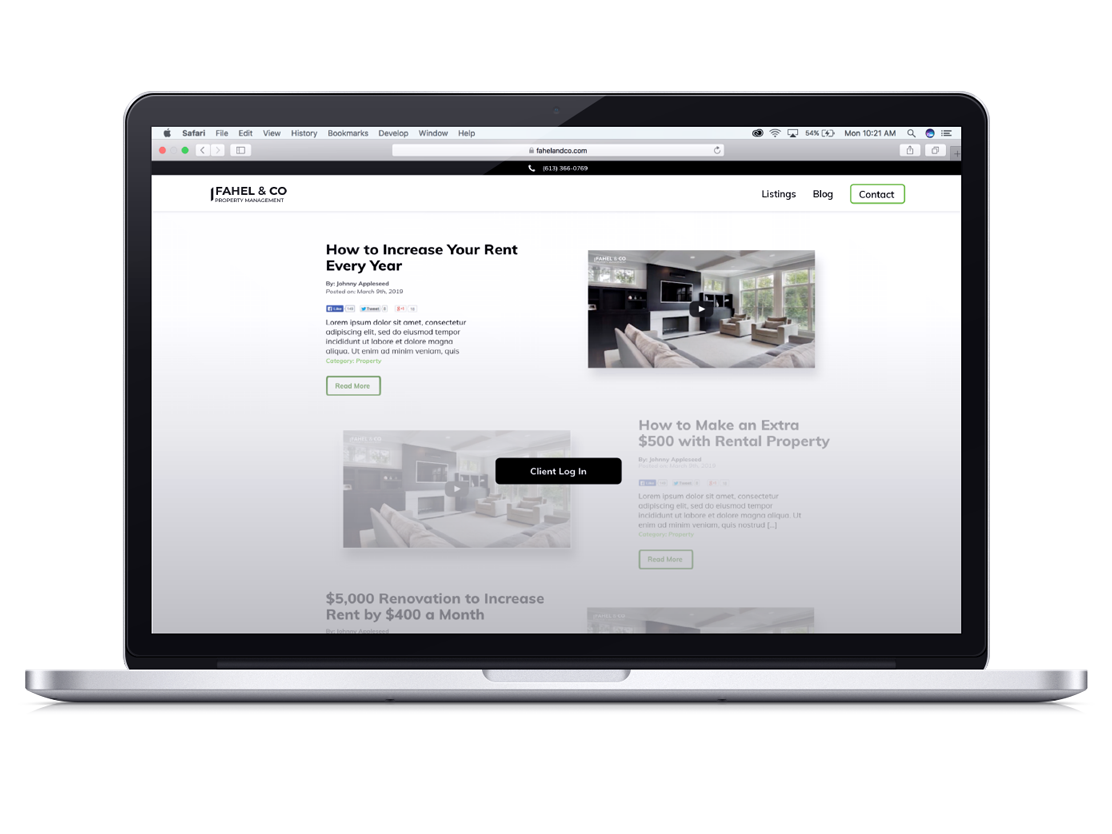 Safari File Edit View History Bookmarks Develop Window Help 54% Mon 10:21 AM
fahelandco.com
(613) 366-0769
FAHEL & CO
PROPERTY MANAGEMENT
Listings Blog Contact
How to Increase Your Rent
Every Year
By: Johnny Appleseed
Posted on: March 9th, 2019
Like Tweet
Lorem ipsum dolor sit amet, consectetur
adipiscing elit, sed do eiusmod tempor
incididunt ut labore et dolore magna
aliqua. Ut enim ad minim veniam, quis
Category: Property
Read More
FAHEL & CO
Client Log In
How to Make an Extra
$500 with Rental Property
By: Johnny Appleseed
Posted on: March 9th, 2019
Like Tweet
Lorem ipsum dolor sit amet, consectetur
adipiscing elit, sed do eiusmod tempor
incididunt ut labore et dolore magna aliqua. Ut
enim ad minim veniam, quis nostrud [...]
Category: Property
Read More
$5,000 Renovation to Increase
Rent by $400 a Month
By: Johnny Appleseed